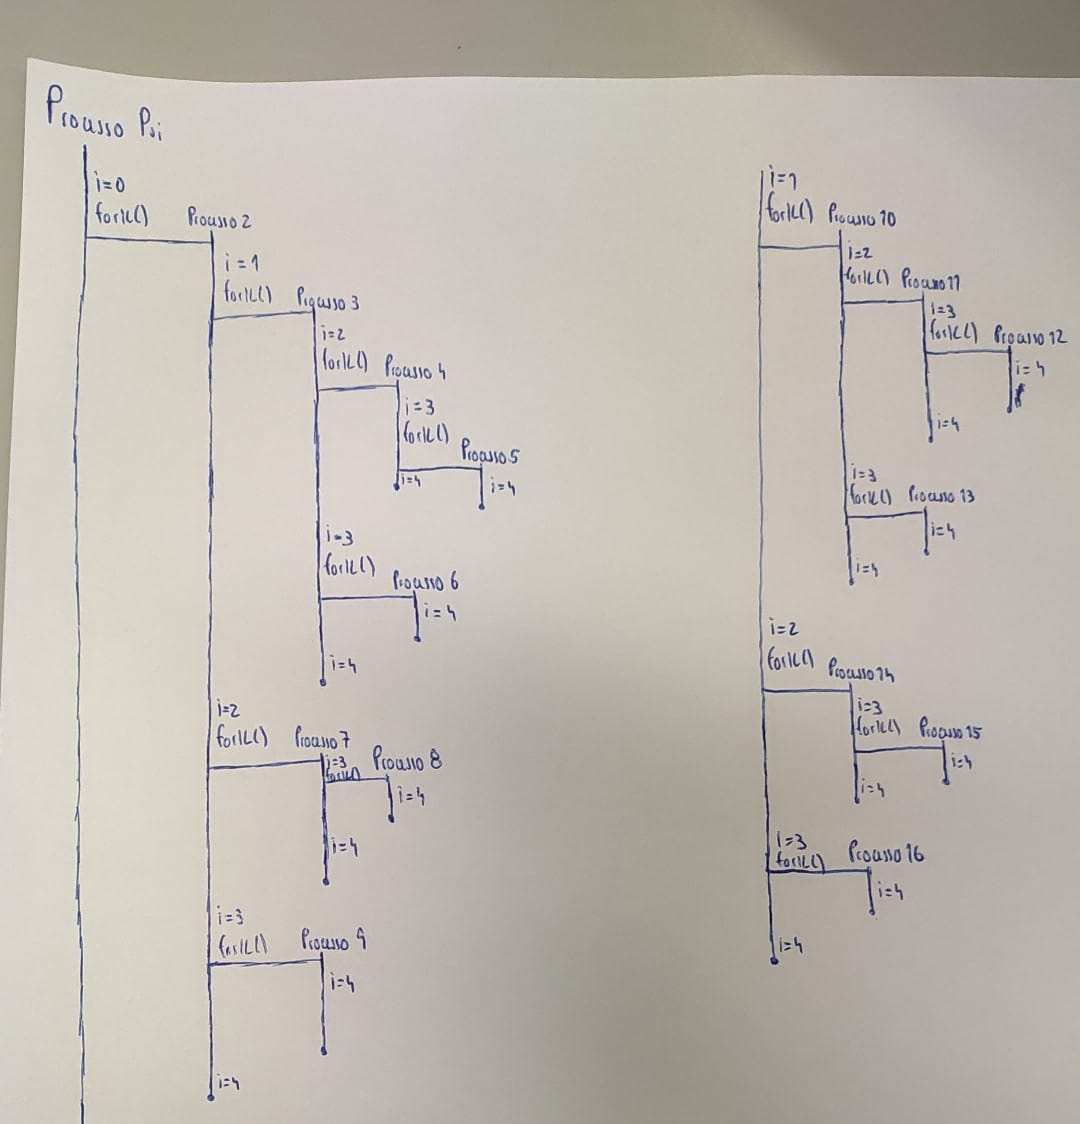 Processo Pai
i=0
fork() Processo 2
i=1
fork() Processo 3
i=2
fork() Processo 4
i=3
fork() Processo 5
i=4 i=4
i=3
fork() Processo 6
i=4
i=4
i=2
fork() Processo 7
i=3 Processo 8
fork()
i=4
i=4
i=3
fork() Processo 9
i=4
i=4
i=1
fork() Processo 10
i=2
fork() Processo 11
i=3
fork() Processo 12
i=4
i=4
i=3
fork() Processo 13
i=4
i=4
i=2
fork() Processo 14
i=3
fork() Processo 15
i=4
i=4
i=3
fork() Processo 16
i=4
i=4